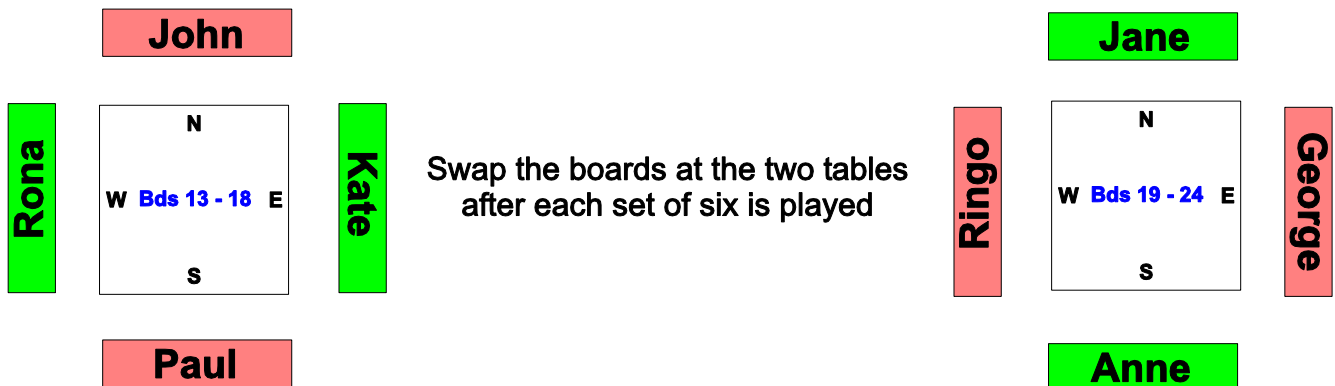 John
Jane
Rona
N
W Bds 13 - 18 E
S
Kate
Swap the boards at the two tables
after each set of six is played
Ringo
N
W Bds 19 - 24 E
S
George
Paul
Anne